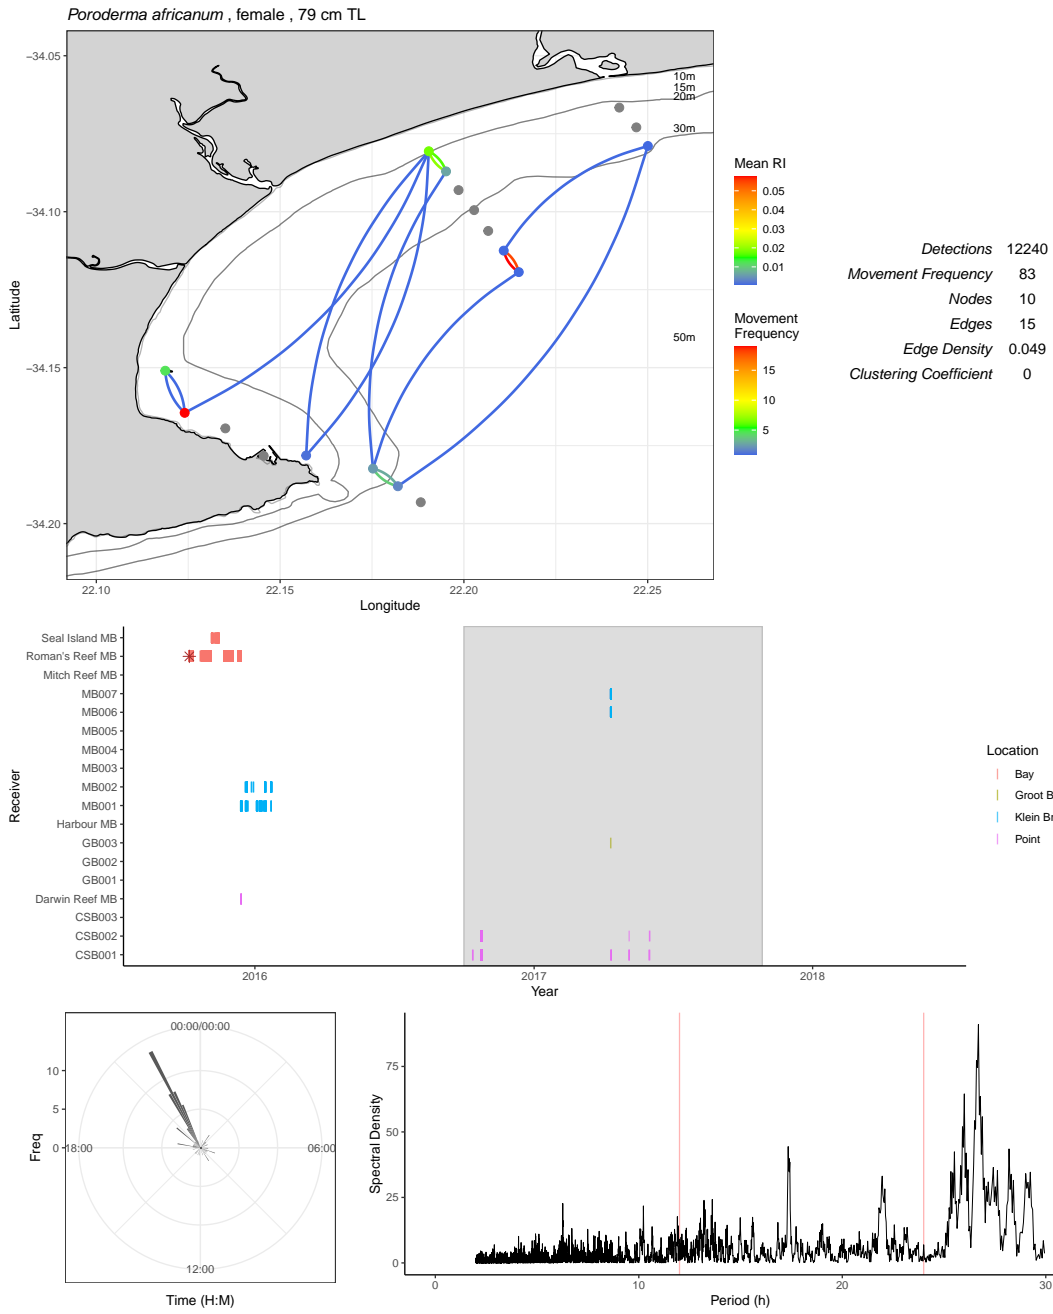 Poroderma africanum , female , 79 cm TL
−34.05
−34.10
−34.15
−34.20
Latitude
10m
15m
20m
30m
50m
22.10
22.15
22.20
22.25
Longitude
Mean RI
0.05
0.04
0.03
0.02
0.01
Movement
Frequency
15
10
5
Detections 12240
Movement Frequency 83
Nodes 10
Edges 15
Edge Density 0.049
Clustering Coefficient 0
Receiver
Seal Island MB
Roman's Reef MB
Mitch Reef MB
MB007
MB006
MB005
MB004
MB003
MB002
MB001
Harbour MB
GB003
GB002
GB001
Darwin Reef MB
CSB003
CSB002
CSB001
2016
2017
2018
Year
Location
Bay
Groot B
Klein Br
Point
Freq
10
5
0
00:00/00:00
06:00
12:00
18:00
Time (H:M)
Spectral Density
75
50
25
0
0
10
20
30
Period (h)